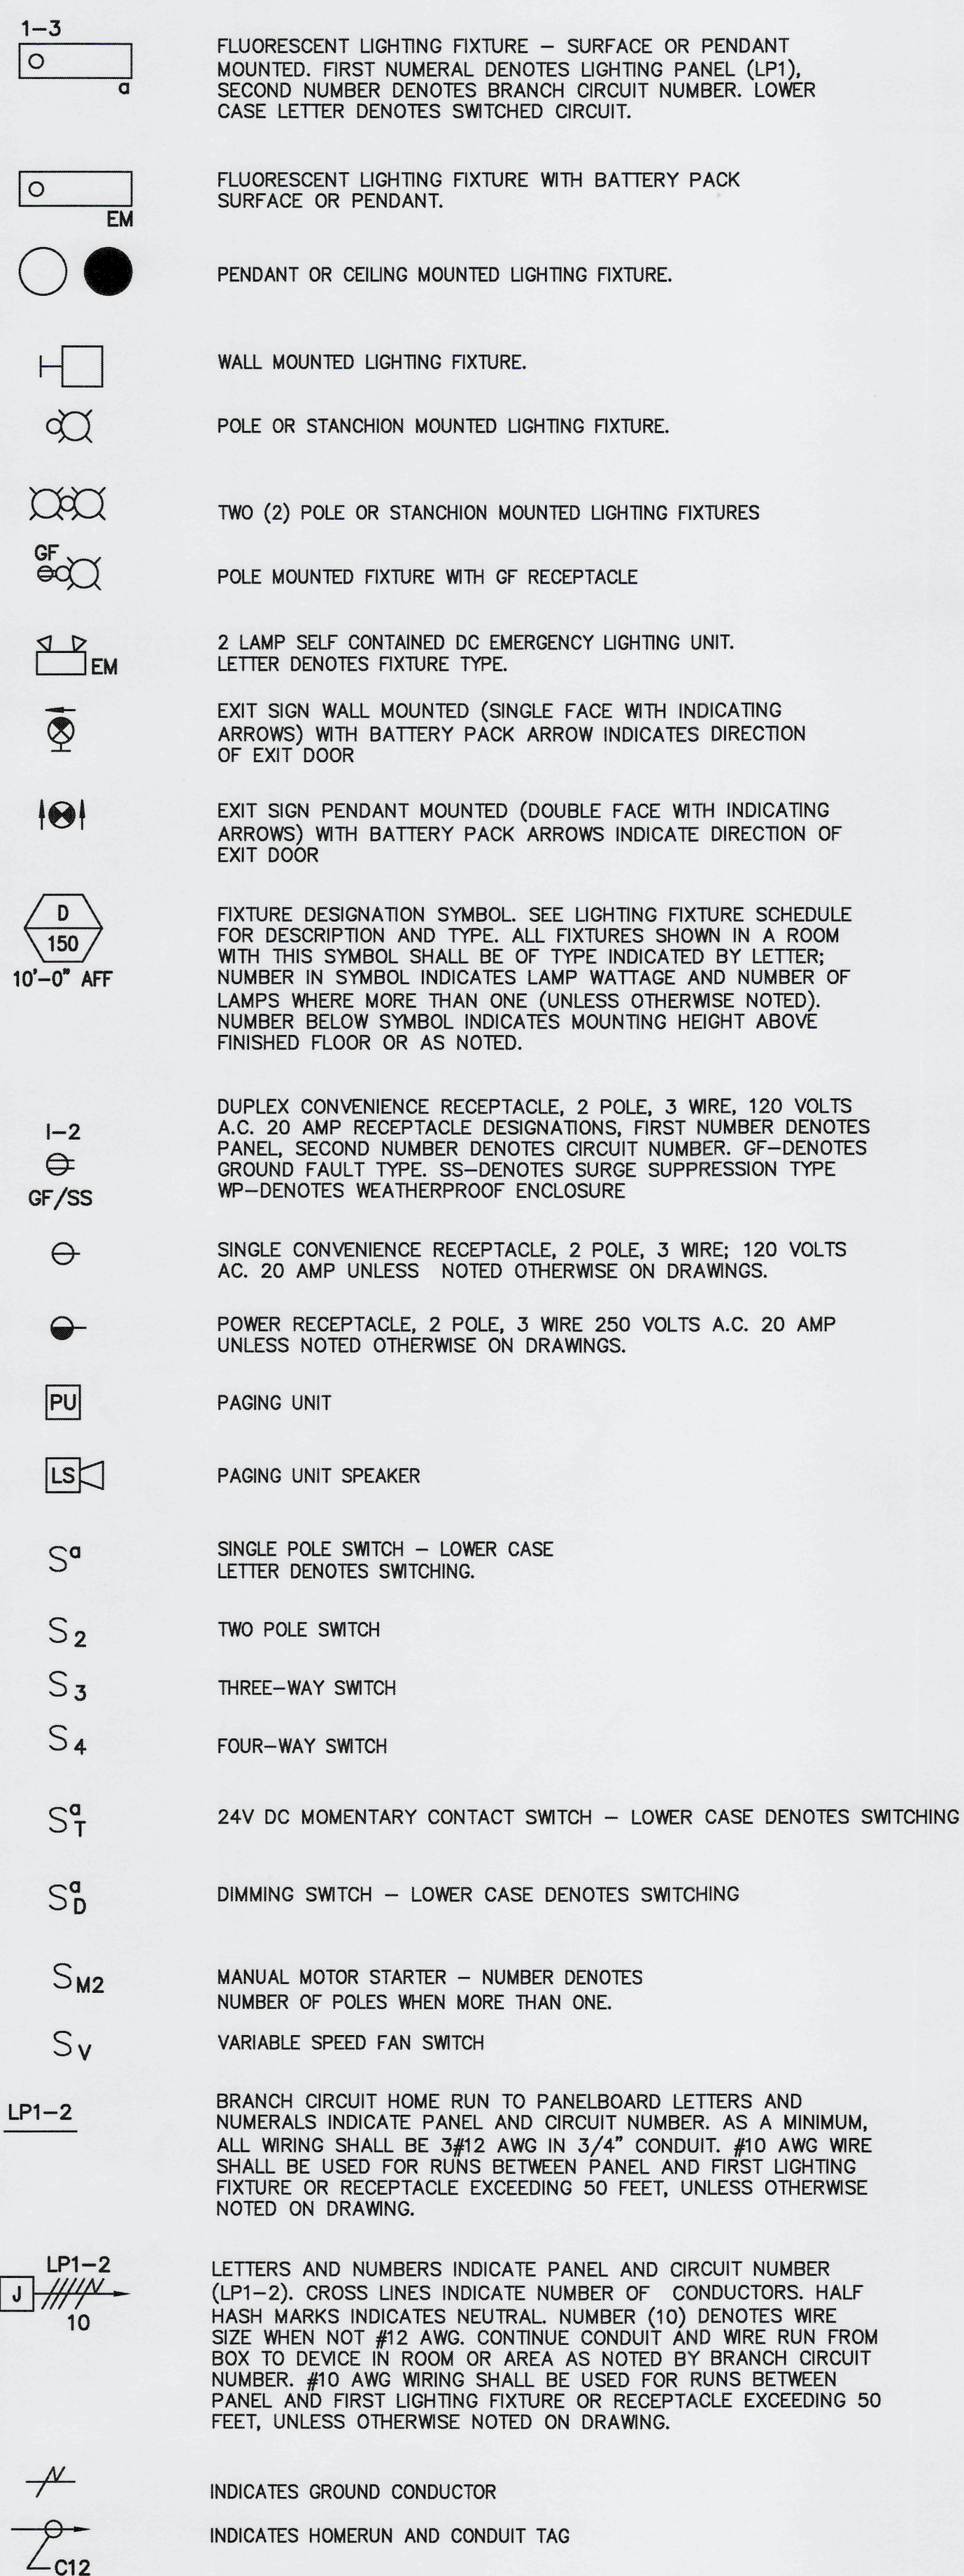 1-3
a
FLUORESCENT LIGHTING FIXTURE – SURFACE OR PENDANT
MOUNTED. FIRST NUMERAL DENOTES LIGHTING PANEL (LP1),
SECOND NUMBER DENOTES BRANCH CIRCUIT NUMBER. LOWER
CASE LETTER DENOTES SWITCHED CIRCUIT.
EM
FLUORESCENT LIGHTING FIXTURE WITH BATTERY PACK
SURFACE OR PENDANT.
PENDANT OR CEILING MOUNTED LIGHTING FIXTURE.
WALL MOUNTED LIGHTING FIXTURE.
POLE OR STANCHION MOUNTED LIGHTING FIXTURE.
TWO (2) POLE OR STANCHION MOUNTED LIGHTING FIXTURES
GF
POLE MOUNTED FIXTURE WITH GF RECEPTACLE
EM
2 LAMP SELF CONTAINED DC EMERGENCY LIGHTING UNIT.
LETTER DENOTES FIXTURE TYPE.
EXIT SIGN WALL MOUNTED (SINGLE FACE WITH INDICATING
ARROWS) WITH BATTERY PACK ARROW INDICATES DIRECTION
OF EXIT DOOR
EXIT SIGN PENDANT MOUNTED (DOUBLE FACE WITH INDICATING
ARROWS) WITH BATTERY PACK ARROWS INDICATE DIRECTION OF
EXIT DOOR
D
150
10'-0" AFF
FIXTURE DESIGNATION SYMBOL. SEE LIGHTING FIXTURE SCHEDULE
FOR DESCRIPTION AND TYPE. ALL FIXTURES SHOWN IN A ROOM
WITH THIS SYMBOL SHALL BE OF TYPE INDICATED BY LETTER;
NUMBER IN SYMBOL INDICATES LAMP WATTAGE AND NUMBER OF
LAMPS WHERE MORE THAN ONE (UNLESS OTHERWISE NOTED).
NUMBER BELOW SYMBOL INDICATES MOUNTING HEIGHT ABOVE
FINISHED FLOOR OR AS NOTED.
I-2
GF/SS
DUPLEX CONVENIENCE RECEPTACLE, 2 POLE, 3 WIRE, 120 VOLTS
A.C. 20 AMP RECEPTACLE DESIGNATIONS, FIRST NUMBER DENOTES
PANEL, SECOND NUMBER DENOTES CIRCUIT NUMBER. GF-DENOTES
GROUND FAULT TYPE. SS-DENOTES SURGE SUPPRESSION TYPE
WP-DENOTES WEATHERPROOF ENCLOSURE
SINGLE CONVENIENCE RECEPTACLE, 2 POLE, 3 WIRE; 120 VOLTS
AC. 20 AMP UNLESS NOTED OTHERWISE ON DRAWINGS.
POWER RECEPTACLE, 2 POLE, 3 WIRE 250 VOLTS A.C. 20 AMP
UNLESS NOTED OTHERWISE ON DRAWINGS.
PU
PAGING UNIT
LS
PAGING UNIT SPEAKER
S a
SINGLE POLE SWITCH – LOWER CASE
LETTER DENOTES SWITCHING.
S 2
TWO POLE SWITCH
S 3
THREE-WAY SWITCH
S 4
FOUR-WAY SWITCH
S a T
24V DC MOMENTARY CONTACT SWITCH – LOWER CASE DENOTES SWITCHING
S a D
DIMMING SWITCH – LOWER CASE DENOTES SWITCHING
S M2
MANUAL MOTOR STARTER – NUMBER DENOTES
NUMBER OF POLES WHEN MORE THAN ONE.
S V
VARIABLE SPEED FAN SWITCH
LP1-2
BRANCH CIRCUIT HOME RUN TO PANELBOARD LETTERS AND
NUMERALS INDICATE PANEL AND CIRCUIT NUMBER. AS A MINIMUM,
ALL WIRING SHALL BE 3#12 AWG IN 3/4" CONDUIT. #10 AWG WIRE
SHALL BE USED FOR RUNS BETWEEN PANEL AND FIRST LIGHTING
FIXTURE OR RECEPTACLE EXCEEDING 50 FEET, UNLESS OTHERWISE
NOTED ON DRAWING.
LP1-2
J
10
LETTERS AND NUMBERS INDICATE PANEL AND CIRCUIT NUMBER
(LP1-2). CROSS LINES INDICATE NUMBER OF CONDUCTORS. HALF
HASH MARKS INDICATES NEUTRAL. NUMBER (10) DENOTES WIRE
SIZE WHEN NOT #12 AWG. CONTINUE CONDUIT AND WIRE RUN FROM
BOX TO DEVICE IN ROOM OR AREA AS NOTED BY BRANCH CIRCUIT
NUMBER. #10 AWG WIRING SHALL BE USED FOR RUNS BETWEEN
PANEL AND FIRST LIGHTING FIXTURE OR RECEPTACLE EXCEEDING 50
FEET, UNLESS OTHERWISE NOTED ON DRAWING.
INDICATES GROUND CONDUCTOR
INDICATES HOMERUN AND CONDUIT TAG
C12